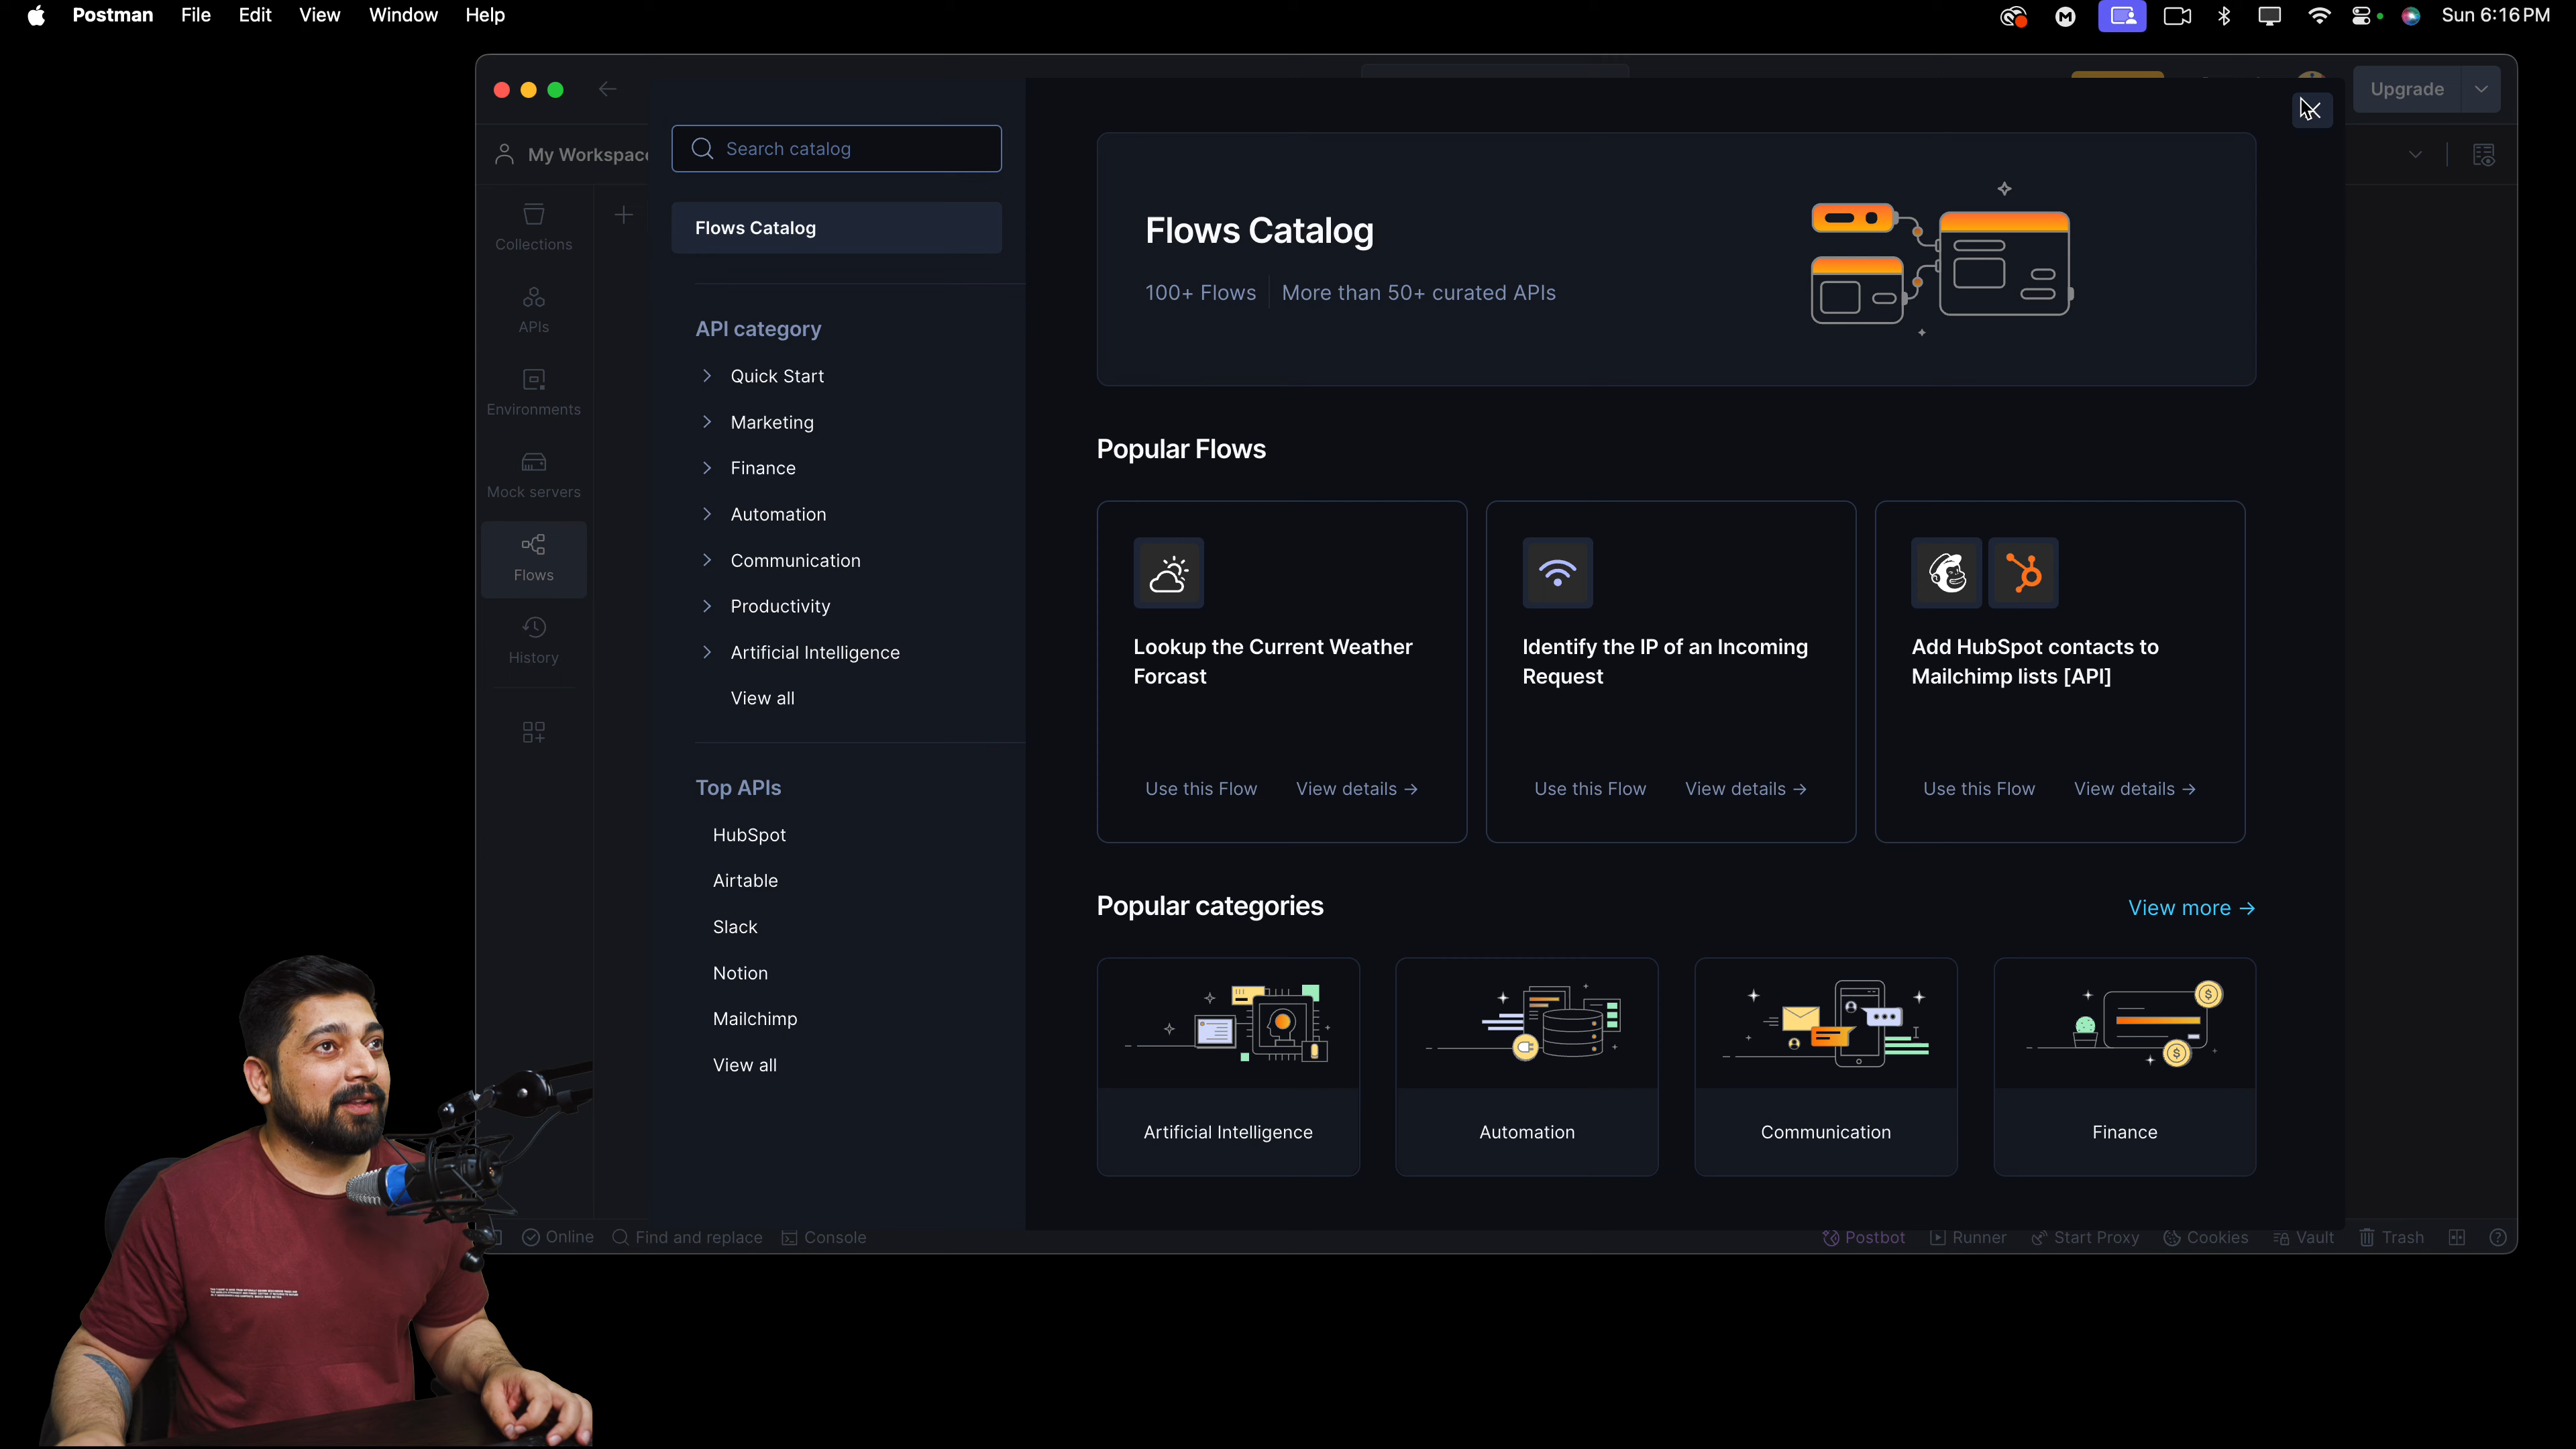 Postman File Edit View Window Help
Sun 6:16 PM
Upgrade
My Workspac
Collections
APIs
Environments
Mock servers
Flows
History
Search catalog
Flows Catalog
API category
Quick Start
Marketing
Finance
Automation
Communication
Productivity
Artificial Intelligence
View all
Top APIs
HubSpot
Airtable
Slack
Notion
Mailchimp
View all
Flows Catalog
100+ Flows
More than 50+ curated APIs
Popular Flows
Lookup the Current Weather
Forcast
Use this Flow
View details →
Identify the IP of an Incoming
Request
Use this Flow
View details →
Add HubSpot contacts to
Mailchimp lists [API]
Use this Flow
View details →
Popular categories
View more →
Artificial Intelligence
Automation
Communication
Finance
Online
Find and replace
Console
Postbot
Runner
Start Proxy
Cookies
Vault
Trash